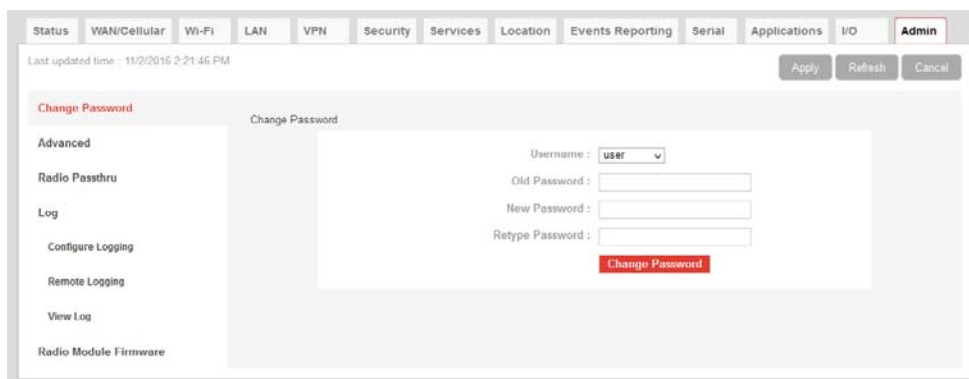 Status WAN/Cellular Wi-Fi LAN VPN Security Services Location Events Reporting Serial Applications I/O Admin
Last updated time : 11/2/2016 2:21:46 PM
Apply Refresh Cancel
Change Password
Advanced
Radio Passthru
Log
Configure Logging
Remote Logging
View Log
Radio Module Firmware
Change Password
Username : user
Old Password :
New Password :
Retype Password :
Change Password